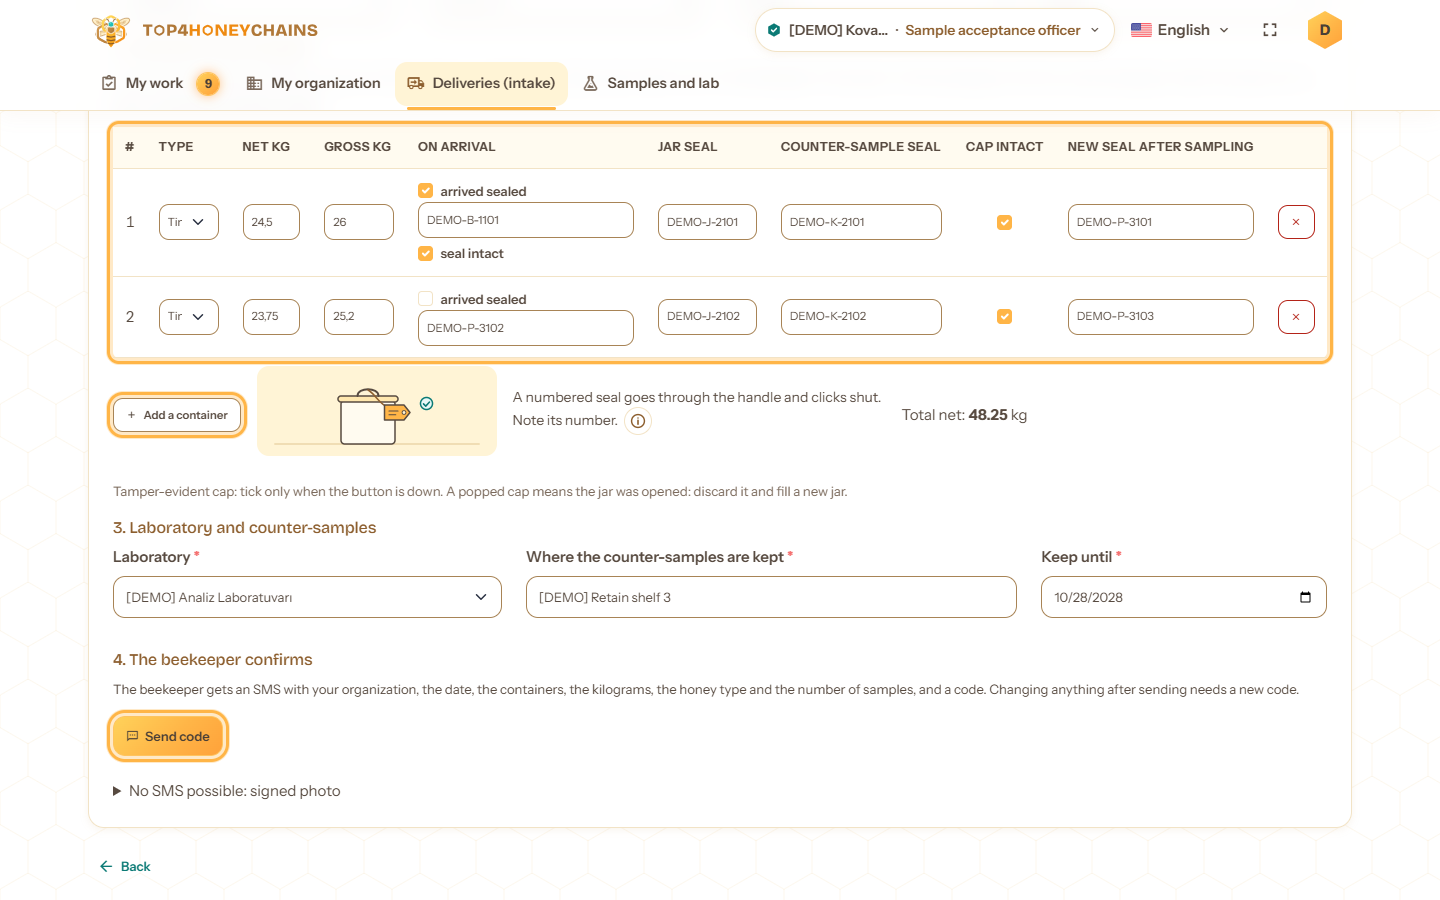 TOP4HONEYCHAINS
[DEMO] Kova... · Sample acceptance officer
English
D
My work 9
My organization
Deliveries (intake)
Samples and lab
# TYPE NET KG GROSS KG ON ARRIVAL JAR SEAL COUNTER-SAMPLE SEAL CAP INTACT NEW SEAL AFTER SAMPLING
arrived sealed
1 Tir 24,5 26 DEMO-B-1101 DEMO-J-2101 DEMO-K-2101 DEMO-P-3101 ×
seal intact
arrived sealed
2 Tir 23,75 25,2 DEMO-P-3102 DEMO-J-2102 DEMO-K-2102 DEMO-P-3103 ×
+ Add a container
A numbered seal goes through the handle and clicks shut.
Note its number.
Total net: 48.25 kg
Tamper-evident cap: tick only when the button is down. A popped cap means the jar was opened: discard it and fill a new jar.
3. Laboratory and counter-samples
Laboratory * Where the counter-samples are kept * Keep until *
[DEMO] Analiz Laboratuvarı [DEMO] Retain shelf 3 10/28/2028
4. The beekeeper confirms
The beekeeper gets an SMS with your organization, the date, the containers, the kilograms, the honey type and the number of samples, and a code. Changing anything after sending needs a new code.
Send code
No SMS possible: signed photo
Back